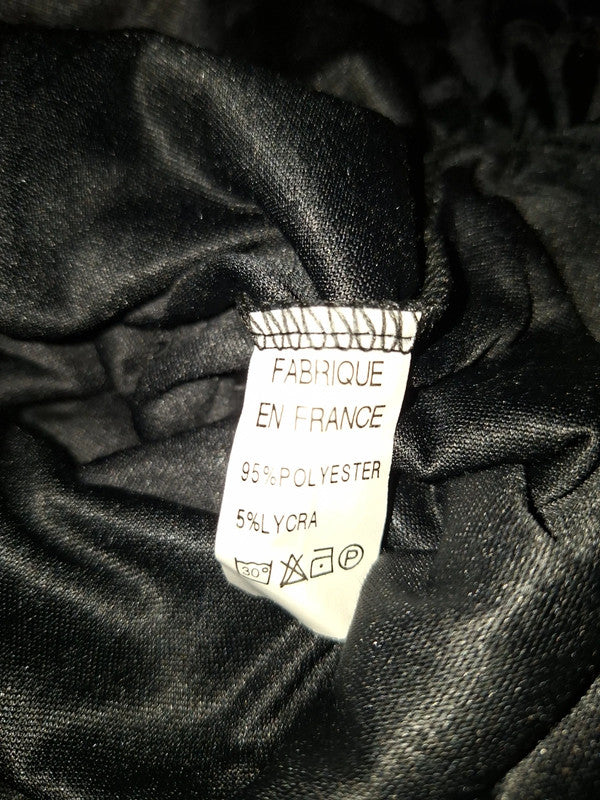 FABRIQUE
EN FRANCE
95%POLYESTER
5%LYCRA
30° P